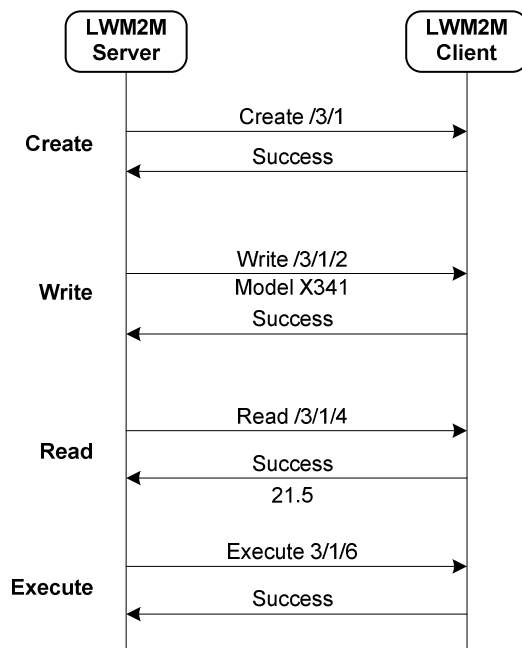 LWM2M
Server
LWM2M
Client
Create
Create /3/1
Success
Write
Write /3/1/2
Model X341
Success
Read
Read /3/1/4
Success
21.5
Execute
Execute 3/1/6
Success